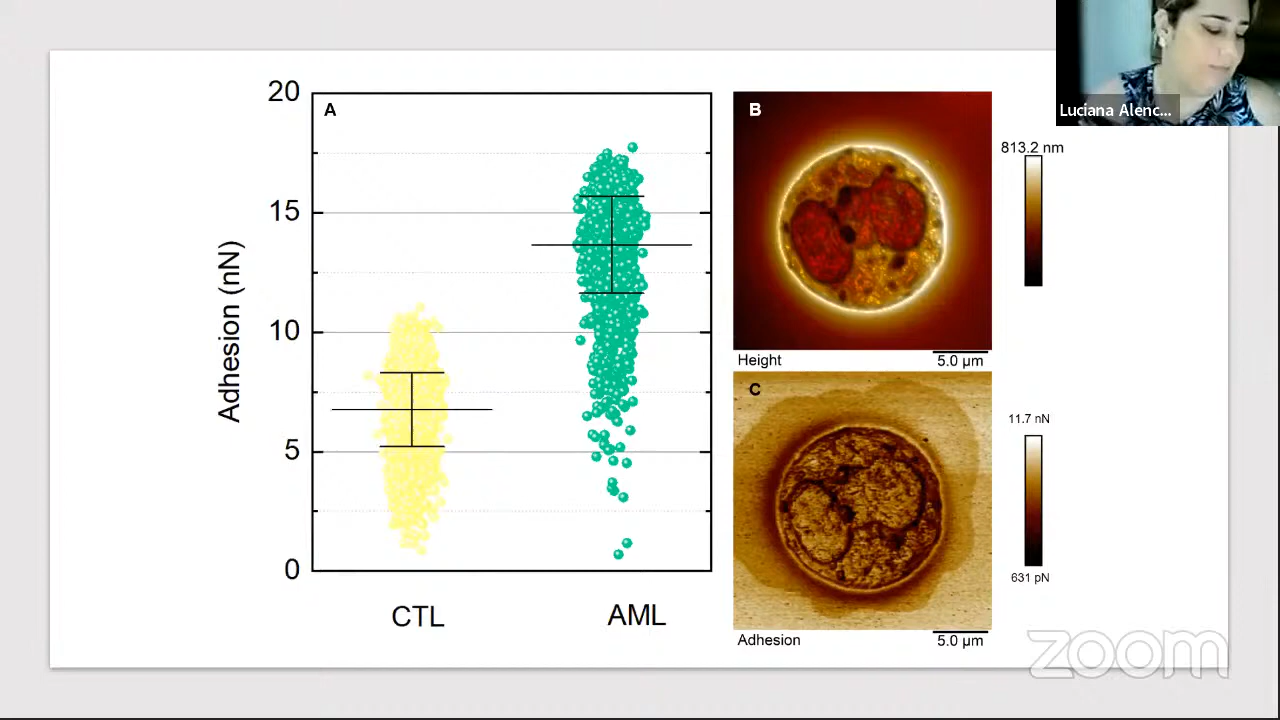 Luciana Alenc...
A
20
15
10
5
0
Adhesion (nN)
CTL
AML
B
813.2 nm
Height
5.0 µm
C
11.7 nN
631 pN
Adhesion
5.0 µm
zoom